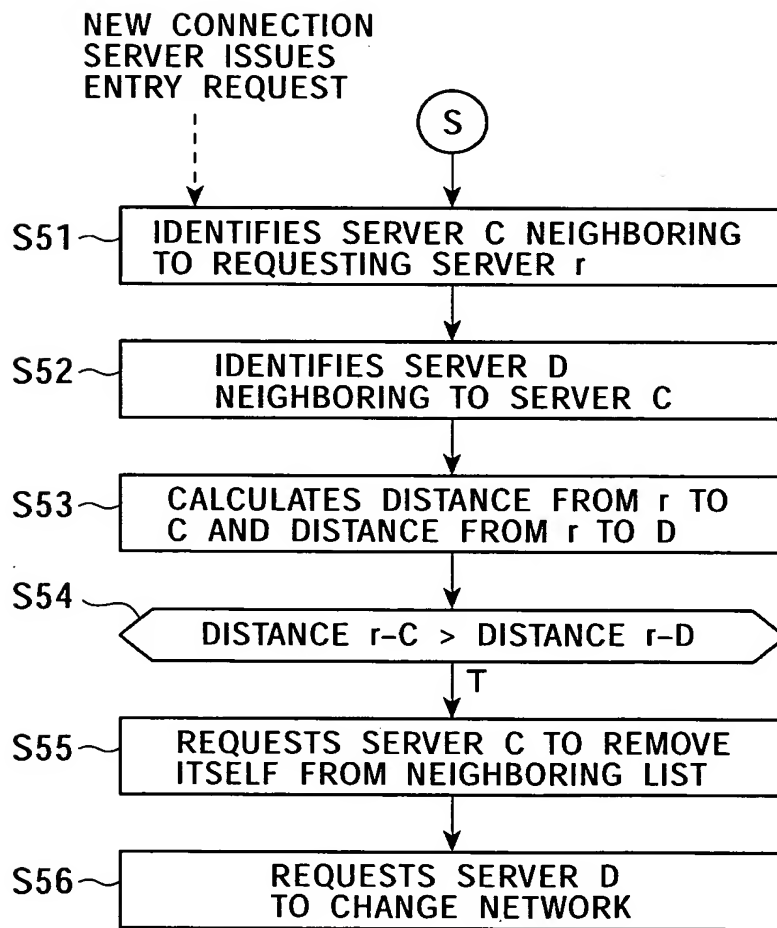 NEW CONNECTION
SERVER ISSUES
ENTRY REQUEST
S
S51
IDENTIFIES SERVER C NEIGHBORING
TO REQUESTING SERVER r
S52
IDENTIFIES SERVER D
NEIGHBORING TO SERVER C
S53
CALCULATES DISTANCE FROM r TO
C AND DISTANCE FROM r TO D
S54
DISTANCE r-C > DISTANCE r-D
T
S55
REQUESTS SERVER C TO REMOVE
ITSELF FROM NEIGHBORING LIST
S56
REQUESTS SERVER D
TO CHANGE NETWORK